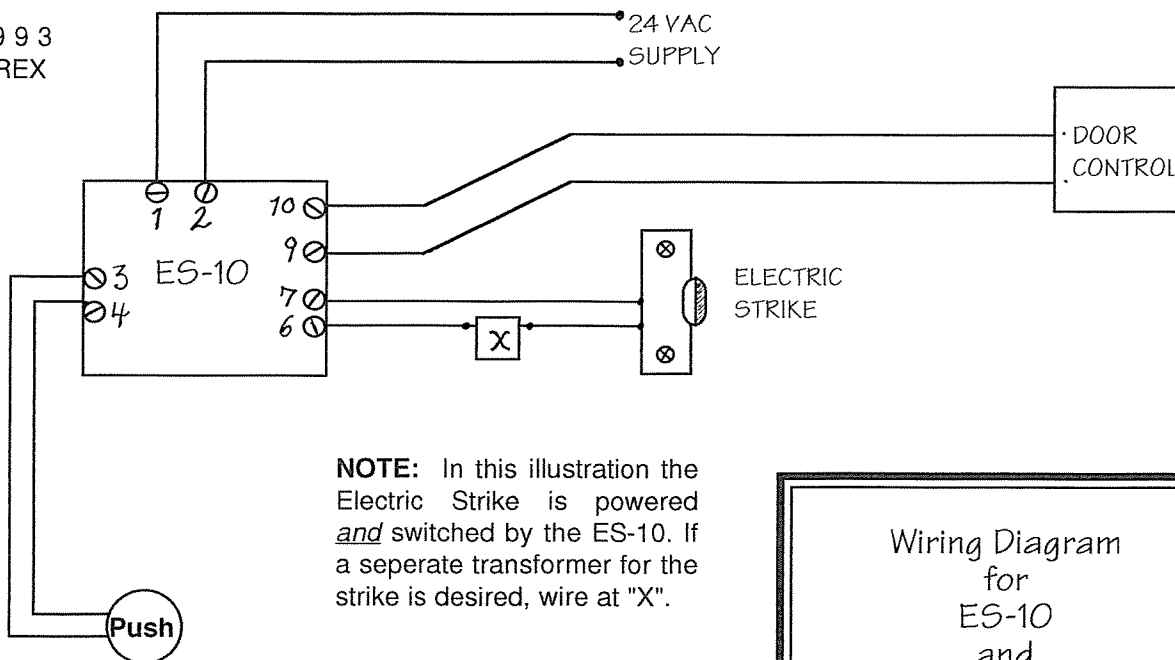 9 9 3
REX
24 VAC
SUPPLY
DOOR
CONTROL
1 2
10
9
3 ES-10
4
7
6
X
ELECTRIC
STRIKE
NOTE: In this illustration the
Electric Strike is powered
and switched by the ES-10. If
a seperate transformer for the
strike is desired, wire at "X".
Push
Wiring Diagram
for
ES-10
and